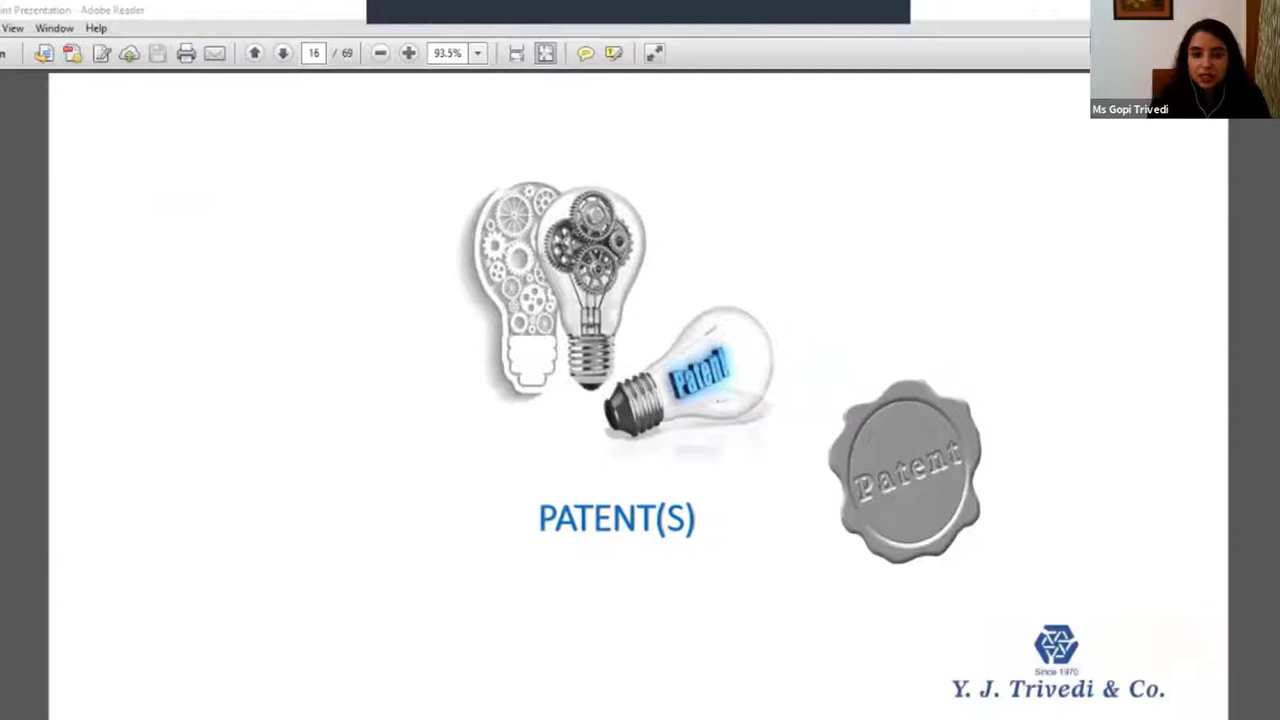 nt Presentation - Adobe Reader
View Window Help
n 16 / 69 93.5%
Ms Gopi Trivedi
Patent
Patent
PATENT(S)
Since 1970
Y. J. Trivedi & Co.